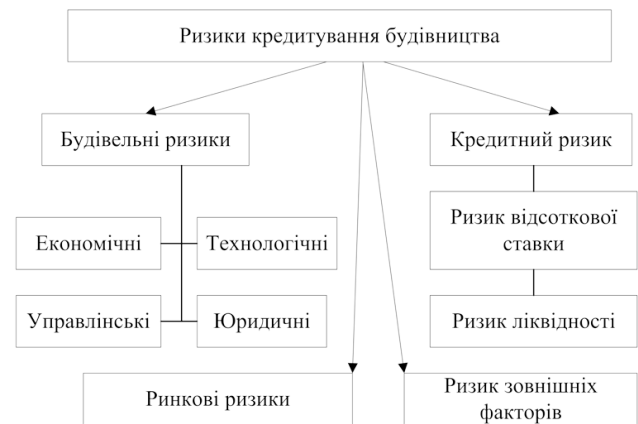 Ризики кредитування будівництва
Будівельні ризики
Кредитний ризик
Економічні
Технологічні
Ризик відсоткової
ставки
Управлінські
Юридичні
Ризик ліквідності
Ринкові ризики
Ризик зовнішніх
факторів